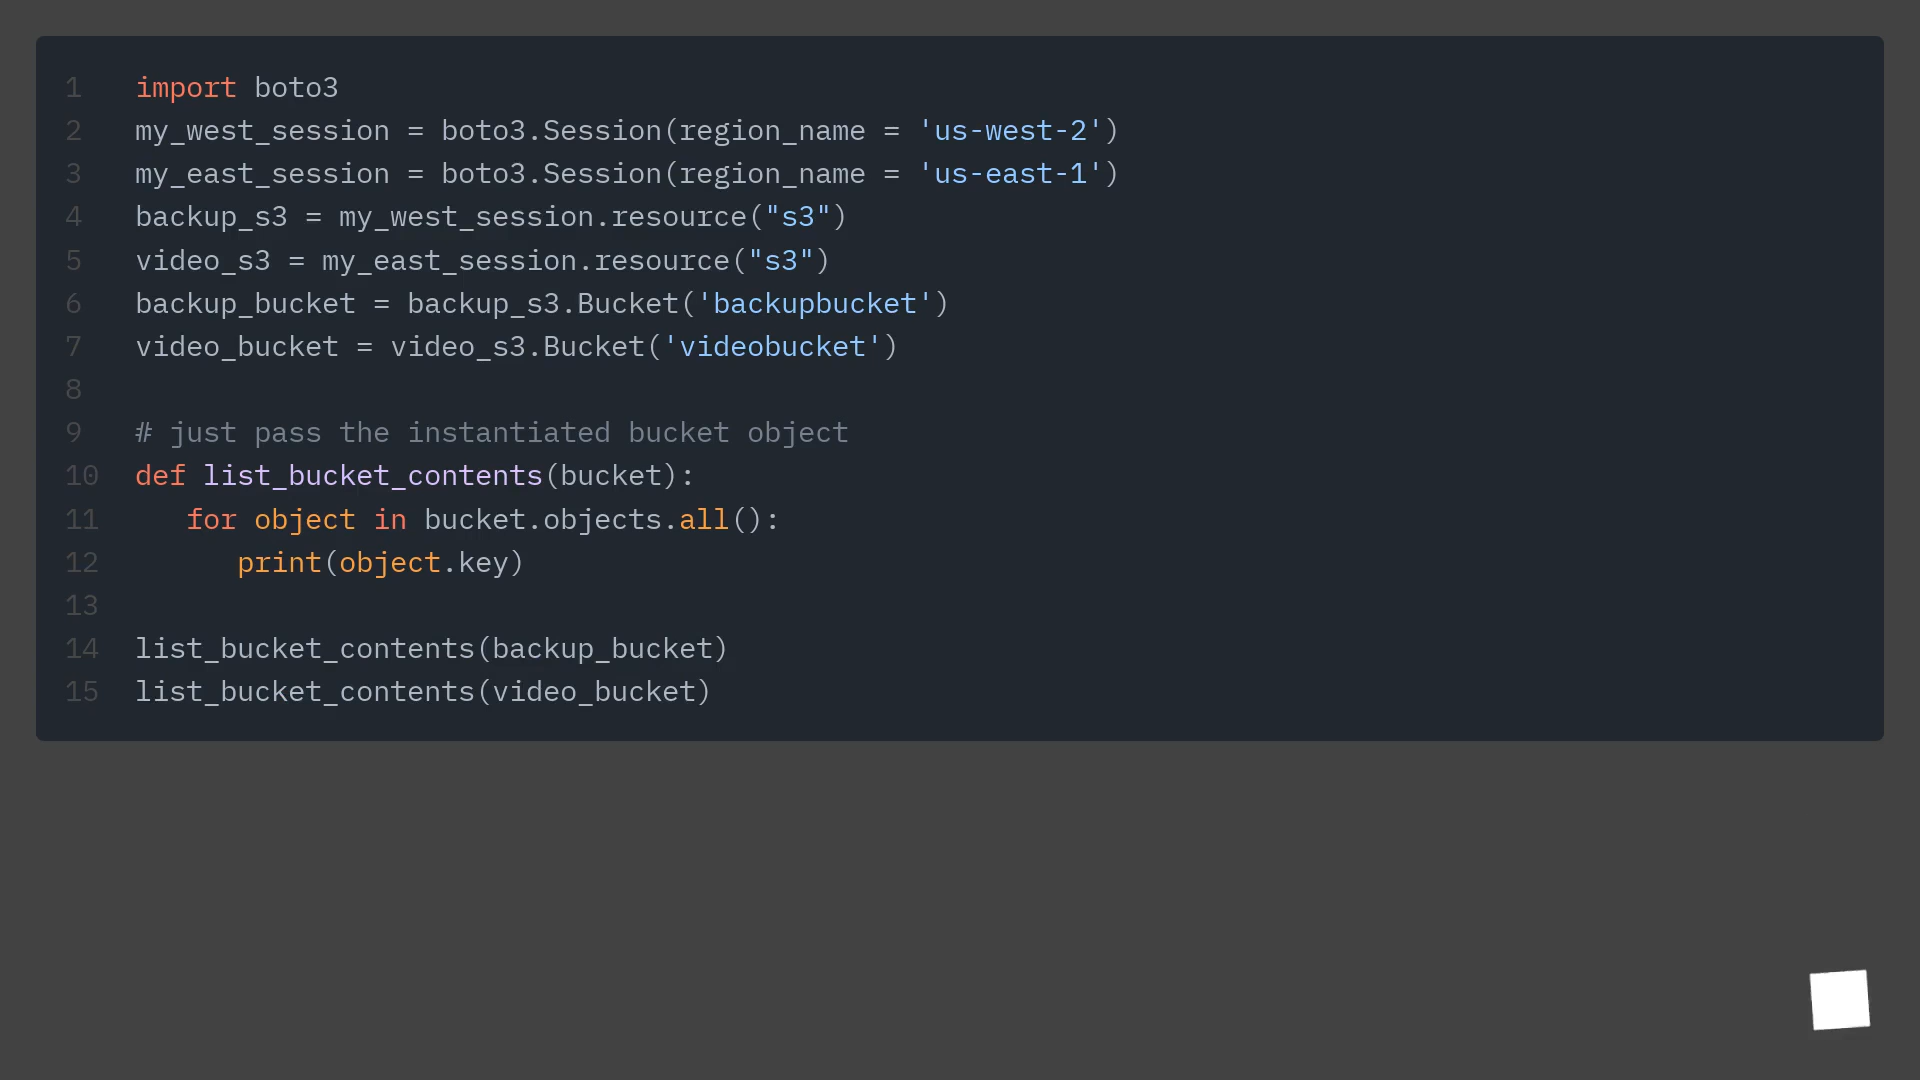 1 import boto3
2 my_west_session = boto3.Session(region_name = 'us-west-2')
3 my_east_session = boto3.Session(region_name = 'us-east-1')
4 backup_s3 = my_west_session.resource("s3")
5 video_s3 = my_east_session.resource("s3")
6 backup_bucket = backup_s3.Bucket('backupbucket')
7 video_bucket = video_s3.Bucket('videobucket')
8
9 # just pass the instantiated bucket object
10 def list_bucket_contents(bucket):
11    for object in bucket.objects.all():
12       print(object.key)
13
14 list_bucket_contents(backup_bucket)
15 list_bucket_contents(video_bucket)